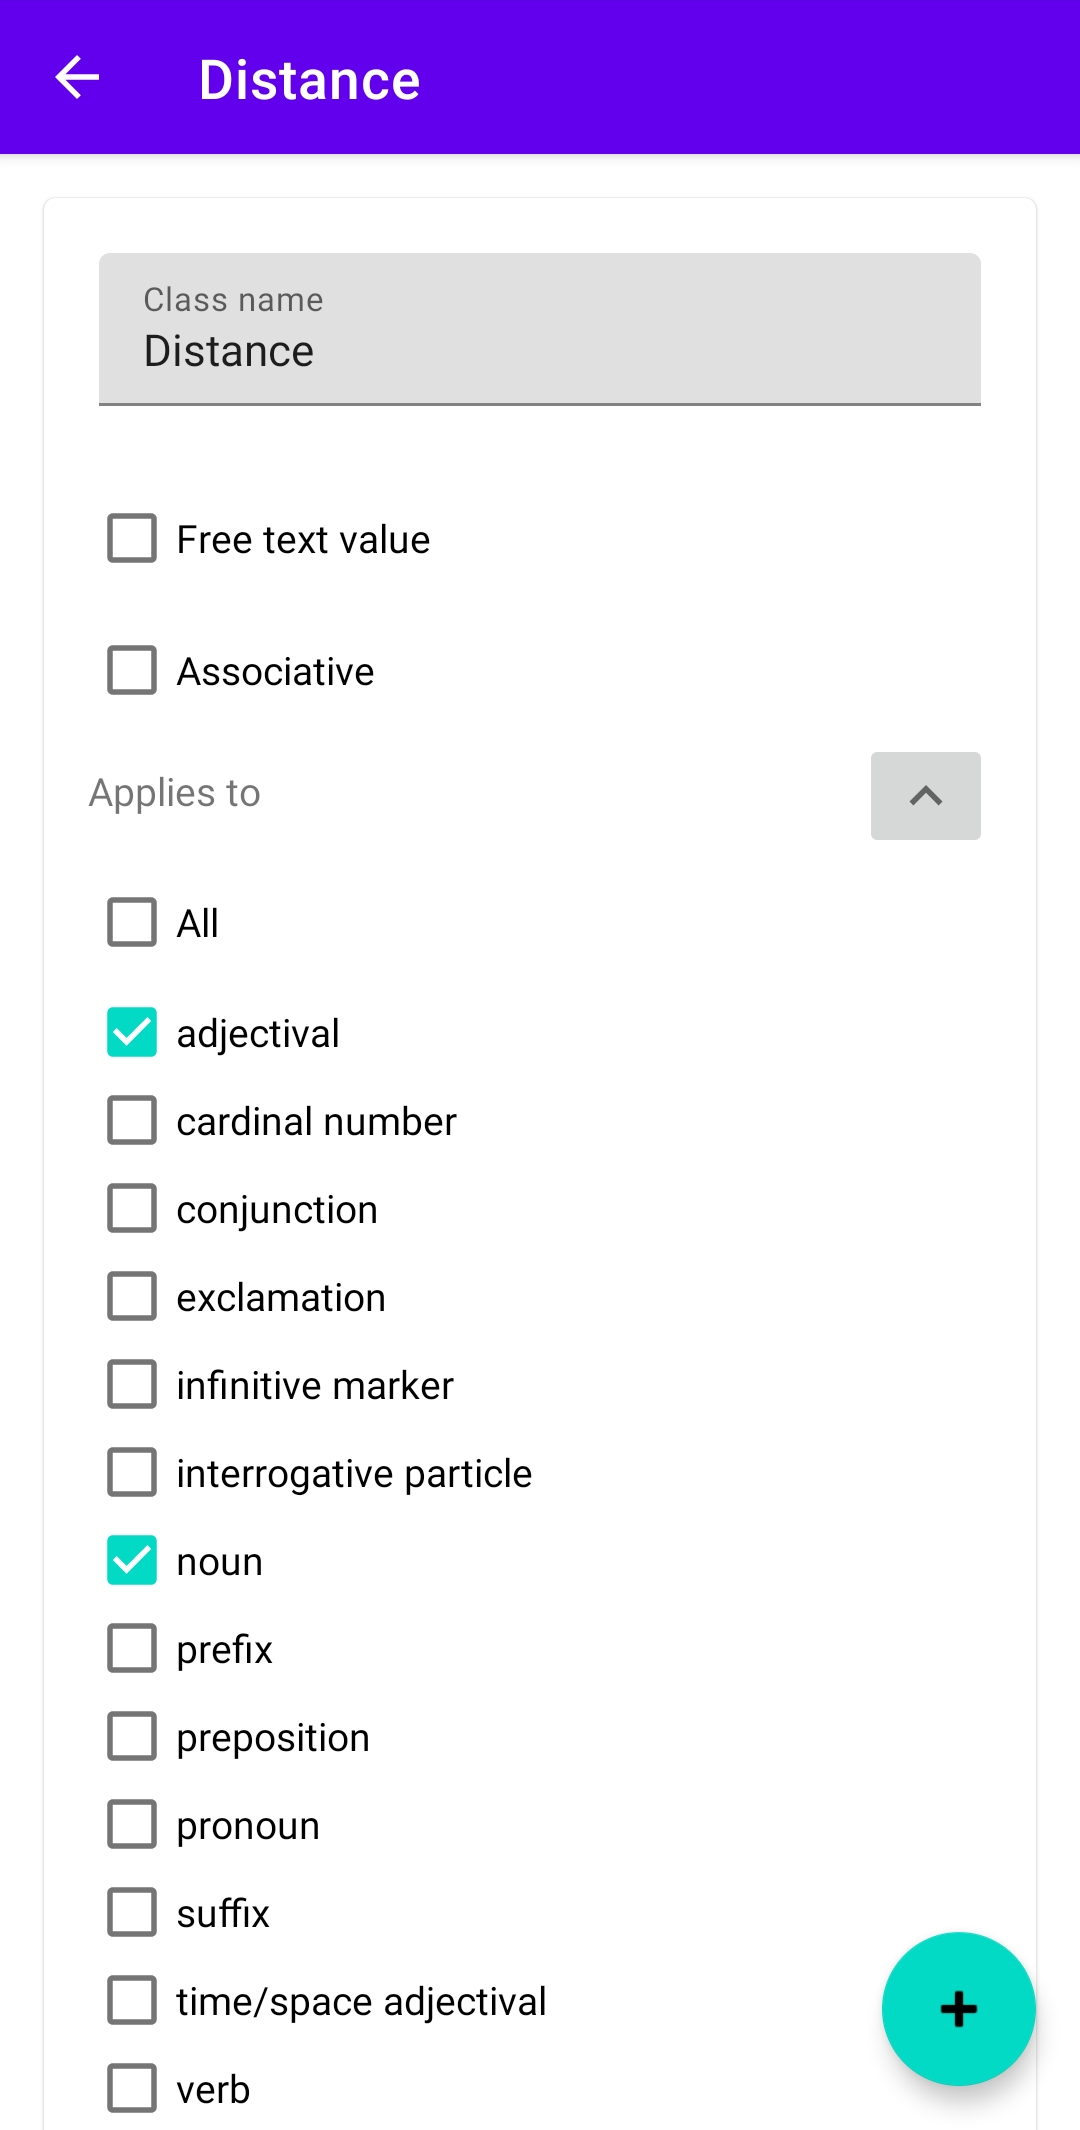 Distance
Class name
Distance
Free text value
Associative
Applies to
All
adjectival
cardinal number
conjunction
exclamation
infinitive marker
interrogative particle
noun
prefix
preposition
pronoun
suffix
time/space adjectival
verb